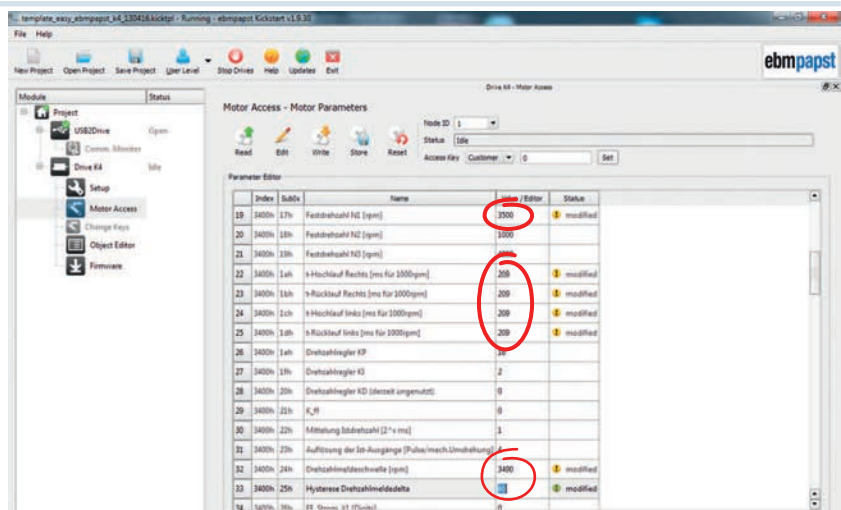 template_easy_ebmpapst_k4_130416.kicktpl - Running - ebmpapst Kickstart v1.9.30
File Help
New Project Open Project Save Project User Level Stop Drives Help Updates Exit
ebmpapst
Drive K4 - Motor Access
Module Status
Project
USB2Drive Open
Comm. Monitor
Drive K4 Idle
Setup
Motor Access
Change Keys
Object Editor
Firmware
Motor Access - Motor Parameters
Read Edit Write Store Reset
Node ID 1
Status Idle
Access Key Customer 0 Set
Parameter Editor
Index SubIx Name Value / Editor Status
19 3400h 17h Festdrehzahl N1 [rpm] 3500 modified
20 3400h 18h Festdrehzahl N2 [rpm] 1000
21 3400h 19h Festdrehzahl N3 [rpm]
22 3400h 1ah t-Hochlauf Rechts [ms für 1000rpm] 209 modified
23 3400h 1bh t-Rücklauf Rechts [ms für 1000rpm] 209 modified
24 3400h 1ch t-Hochlauf links [ms für 1000rpm] 209 modified
25 3400h 1dh t-Rücklauf links [ms für 1000rpm] 209 modified
26 3400h 1eh Drehzahlregler KP
27 3400h 1fh Drehzahlregler KI 2
28 3400h 20h Drehzahlregler KD (derzeit ungenutzt) 0
29 3400h 21h K_ff 0
30 3400h 22h Mittelung Istdrehzahl [2^v ms] 1
31 3400h 23h Auflösung der Ist-Ausgänge [Pulse/mech.Umdrehung]
32 3400h 24h Drehzahlmeldeschwelle [rpm] 3490 modified
33 3400h 25h Hysterese Drehzahlmeldedelta modified
34 3400h 0